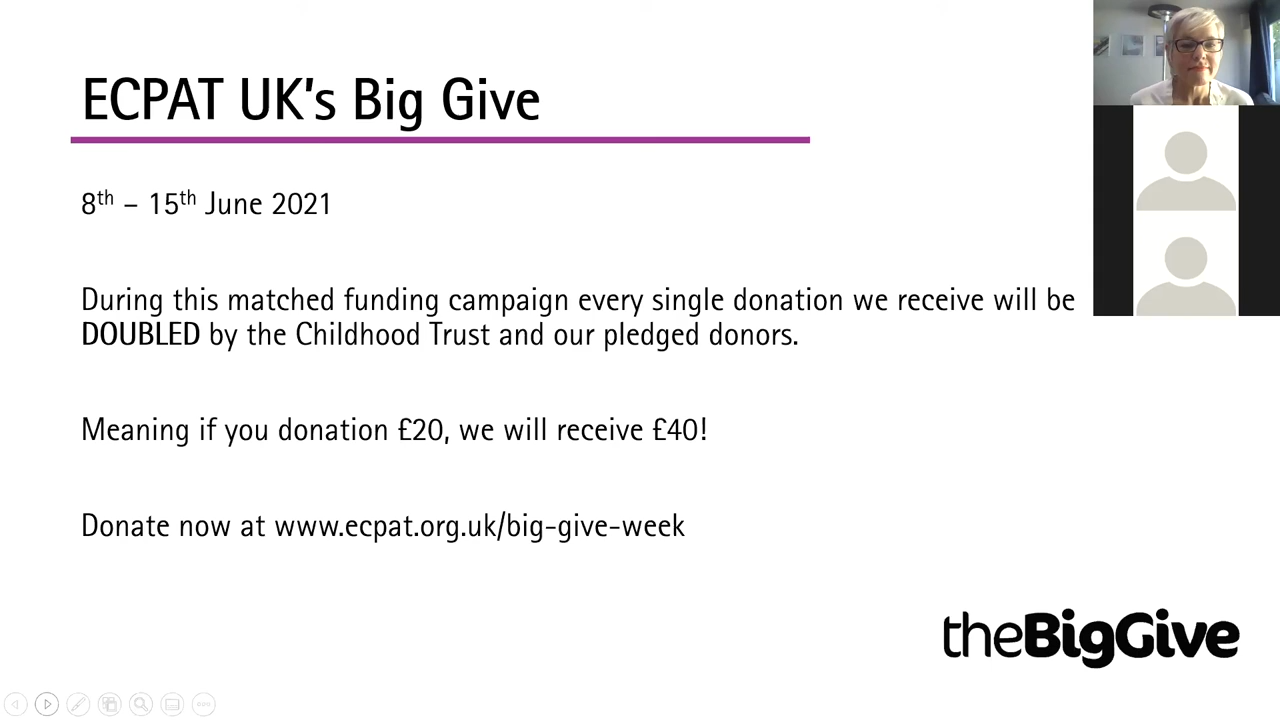 ECPAT UK’s Big Give
8th – 15th June 2021
During this matched funding campaign every single donation we receive will be
DOUBLED by the Childhood Trust and our pledged donors.
Meaning if you donation £20, we will receive £40!
Donate now at www.ecpat.org.uk/big-give-week
theBigGive